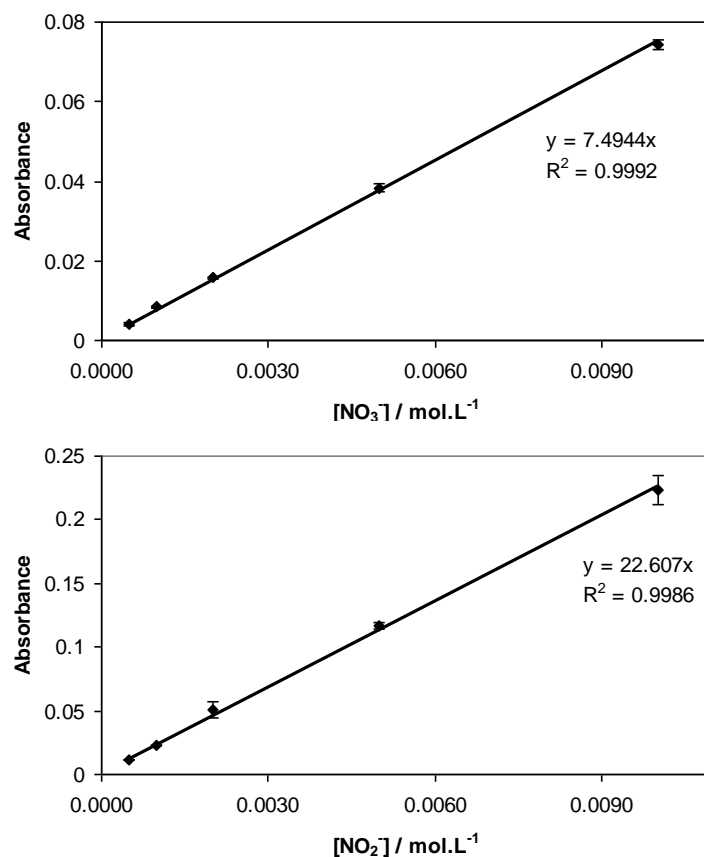 0.08
0.06
0.04
0.02
0
Absorbance
y = 7.4944x
R² = 0.9992
0.0000 0.0030 0.0060 0.0090
[NO₃⁻] / mol.L⁻¹
0.25
0.2
0.15
0.1
0.05
0
Absorbance
y = 22.607x
R² = 0.9986
0.0000 0.0030 0.0060 0.0090
[NO₂⁻] / mol.L⁻¹